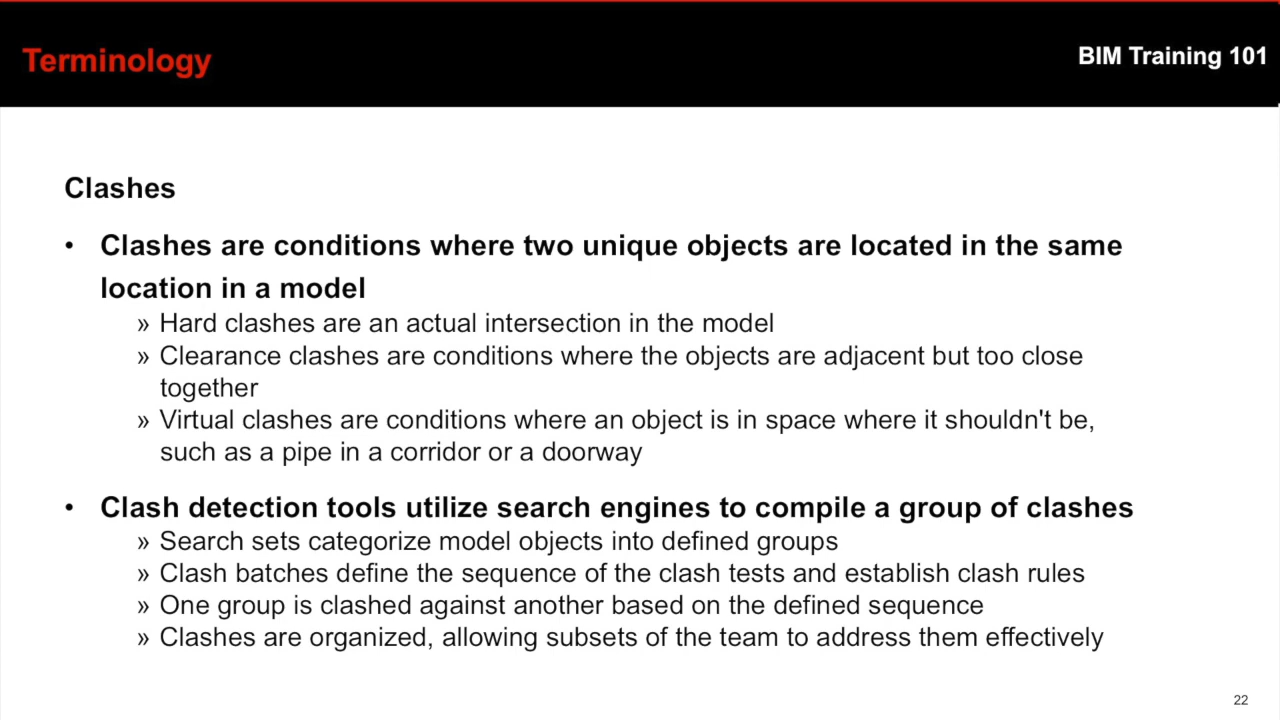 Terminology
BIM Training 101
Clashes
• Clashes are conditions where two unique objects are located in the same
location in a model
» Hard clashes are an actual intersection in the model
» Clearance clashes are conditions where the objects are adjacent but too close
together
» Virtual clashes are conditions where an object is in space where it shouldn't be,
such as a pipe in a corridor or a doorway
• Clash detection tools utilize search engines to compile a group of clashes
» Search sets categorize model objects into defined groups
» Clash batches define the sequence of the clash tests and establish clash rules
» One group is clashed against another based on the defined sequence
» Clashes are organized, allowing subsets of the team to address them effectively
22